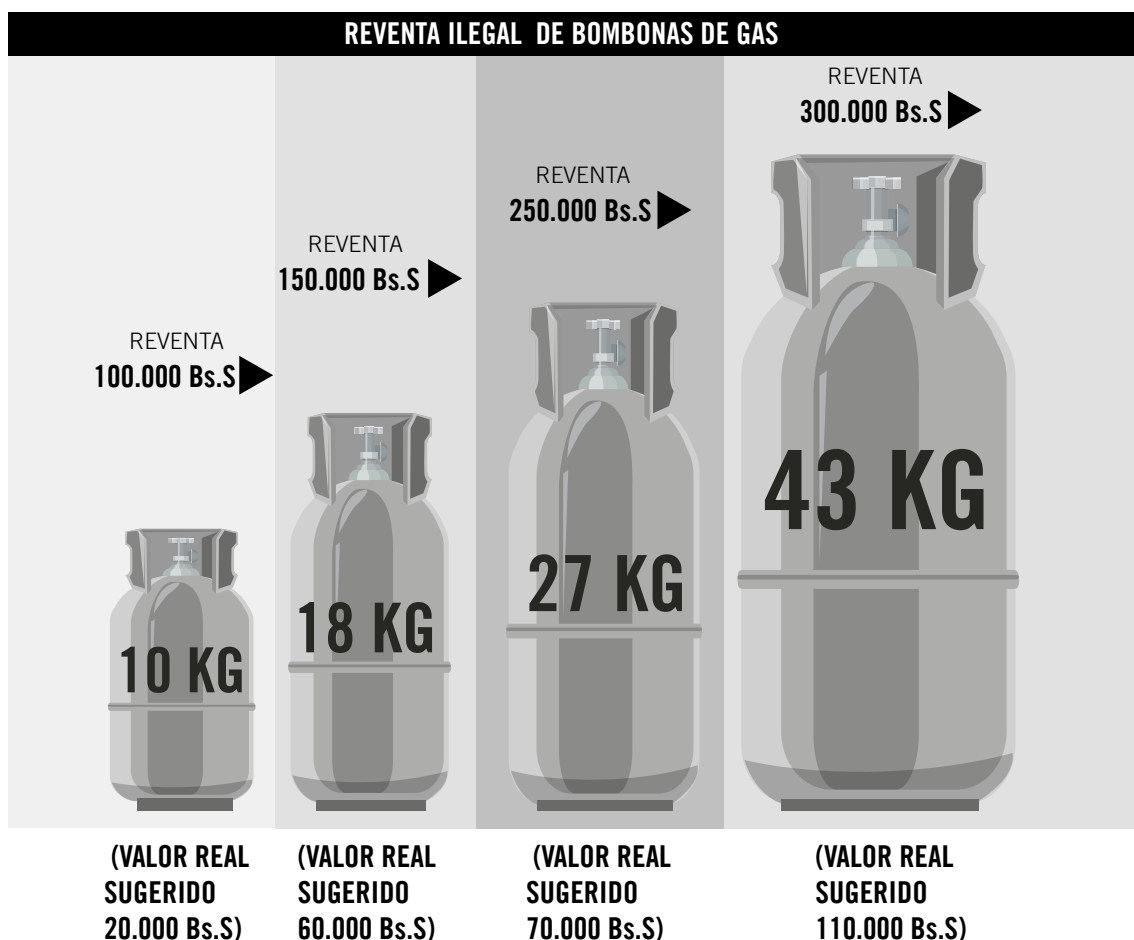 REVENTA ILEGAL DE BOMBONAS DE GAS
REVENTA
100.000 Bs.S
10 KG
(VALOR REAL
SUGERIDO
20.000 Bs.S)
REVENTA
150.000 Bs.S
18 KG
(VALOR REAL
SUGERIDO
60.000 Bs.S)
REVENTA
250.000 Bs.S
27 KG
(VALOR REAL
SUGERIDO
70.000 Bs.S)
REVENTA
300.000 Bs.S
43 KG
(VALOR REAL
SUGERIDO
110.000 Bs.S)